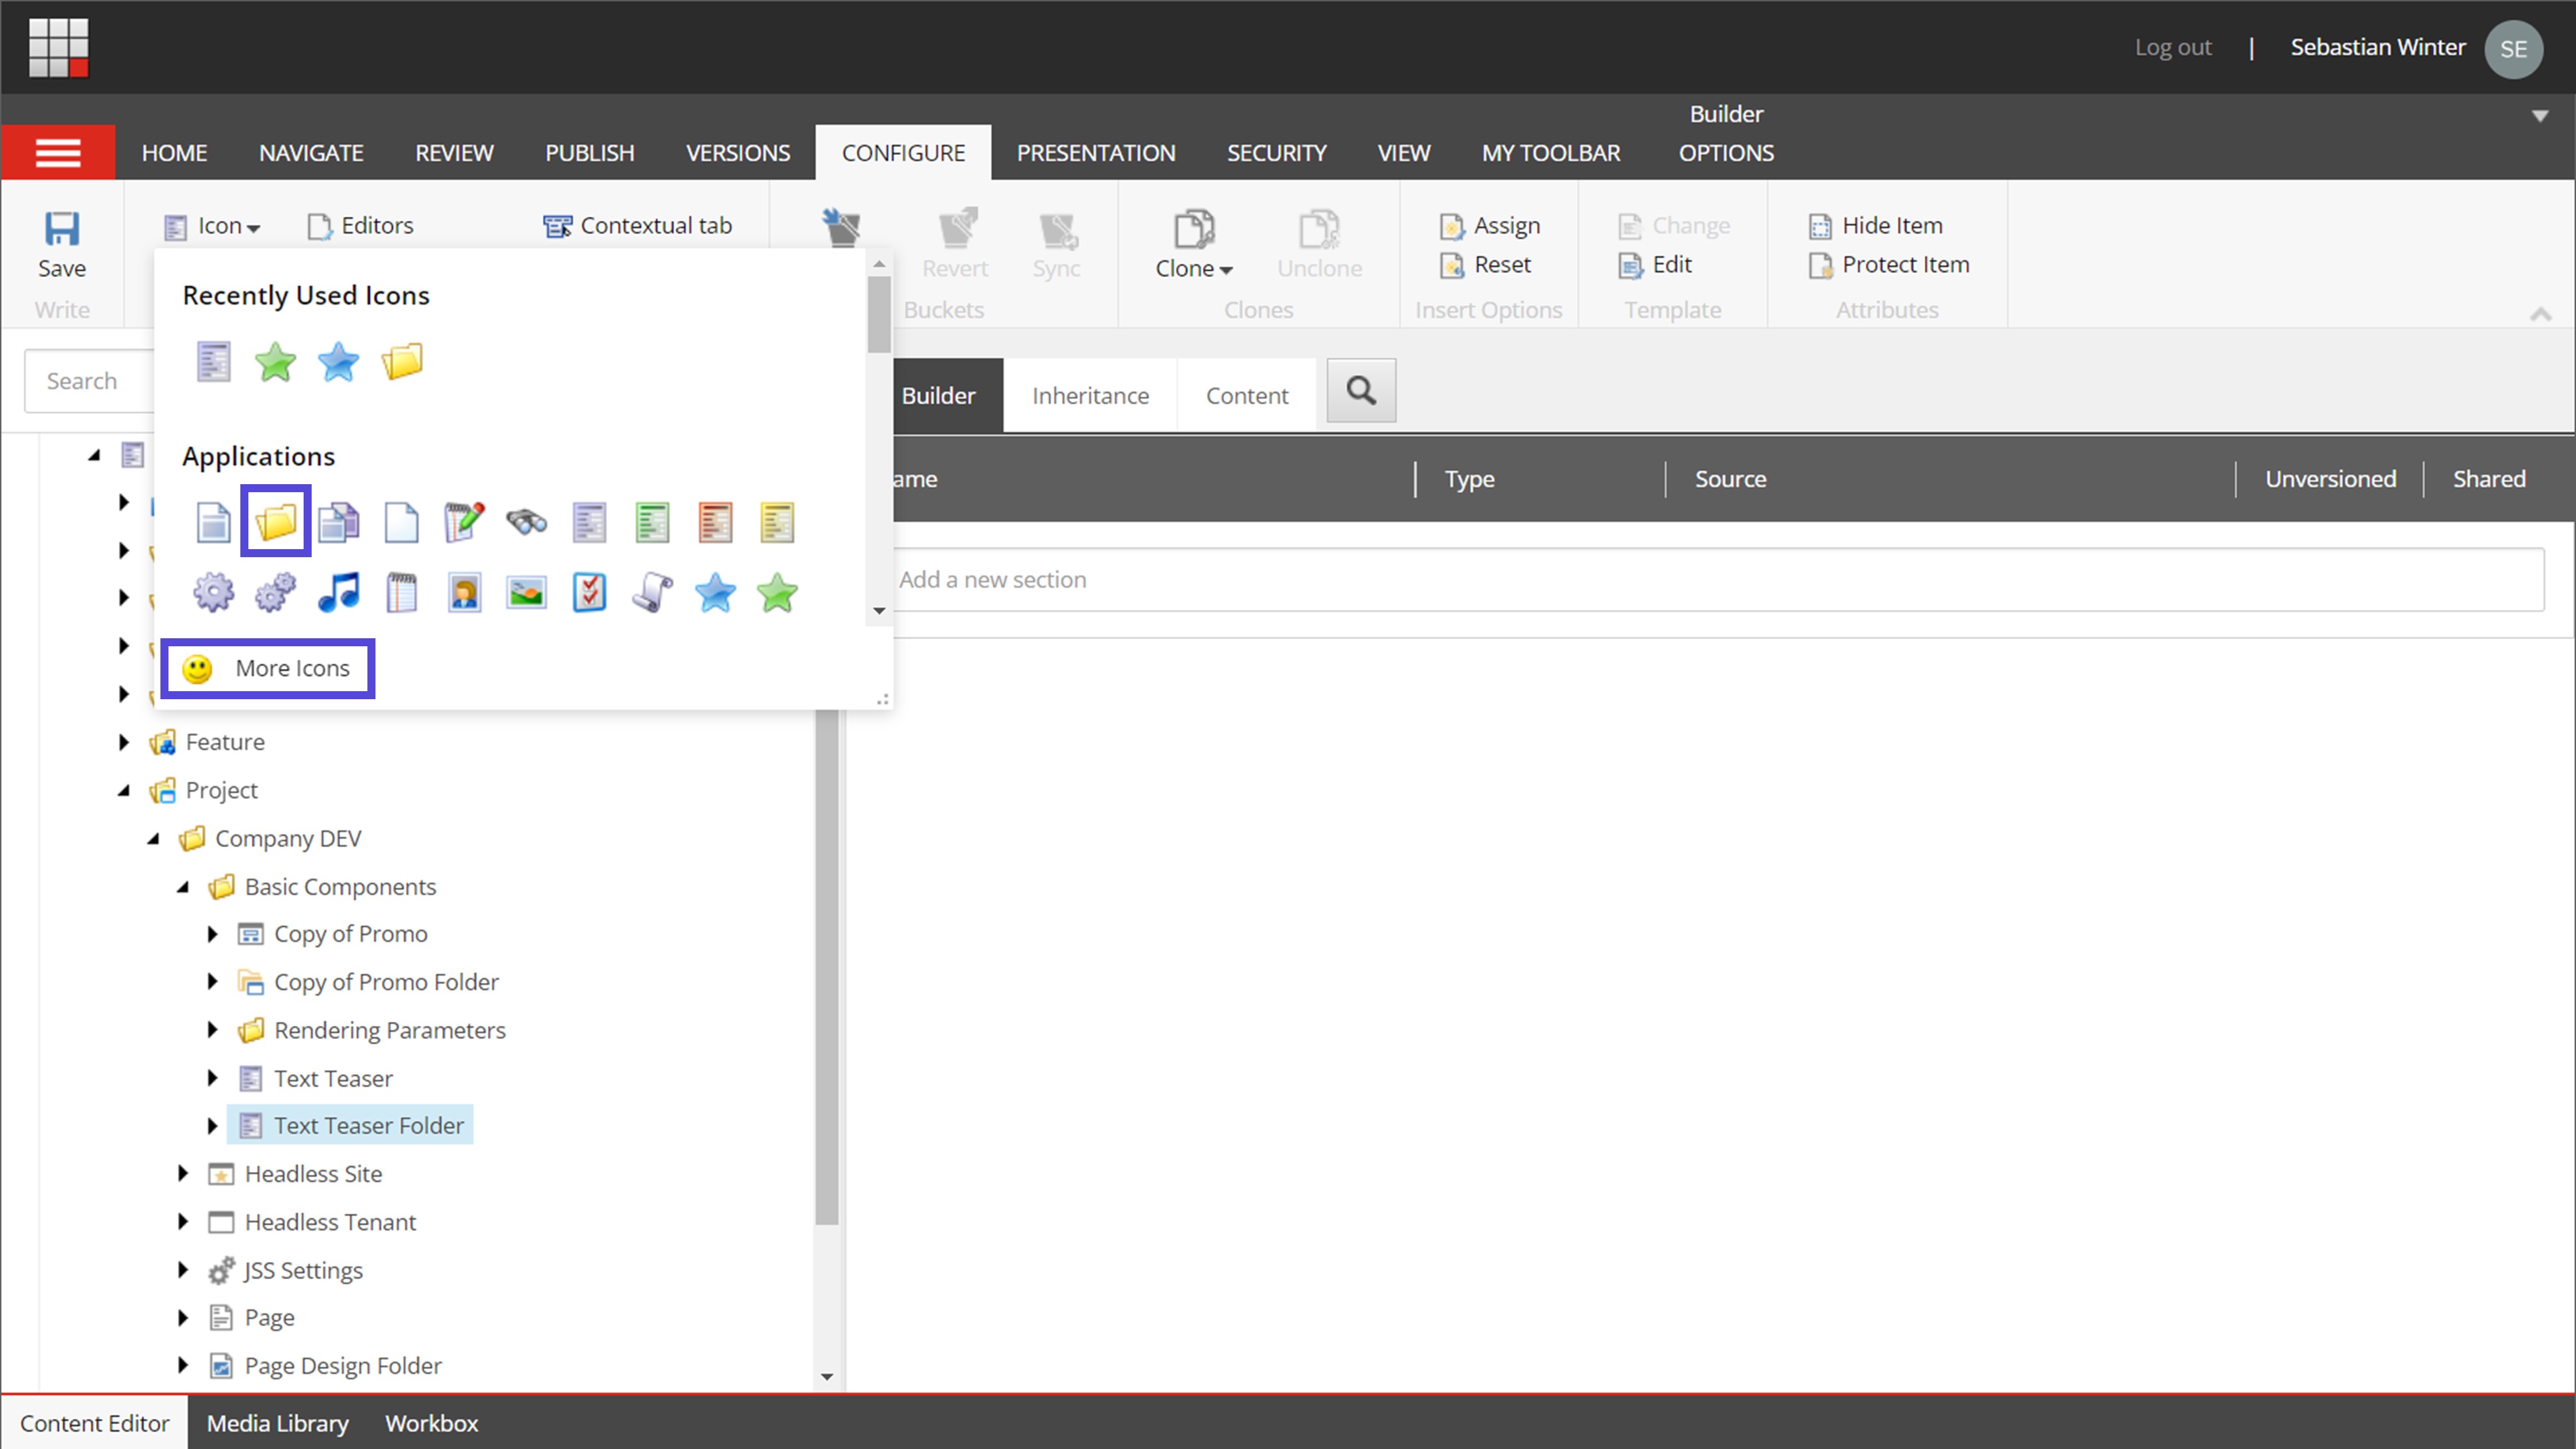 Log out | Sebastian Winter SE
Builder
HOME NAVIGATE REVIEW PUBLISH VERSIONS CONFIGURE PRESENTATION SECURITY VIEW MY TOOLBAR OPTIONS
Icon Editors Contextual tab Assign Change Hide Item
Save Revert Sync Clone Unclone Reset Edit Protect Item
Write Buckets Clones Insert Options Template Attributes
Recently Used Icons
Search
Builder Inheritance Content
Applications
ame Type Source Unversioned Shared
Add a new section
More Icons
Feature
Project
Company DEV
Basic Components
Copy of Promo
Copy of Promo Folder
Rendering Parameters
Text Teaser
Text Teaser Folder
Headless Site
Headless Tenant
JSS Settings
Page
Page Design Folder
Content Editor Media Library Workbox